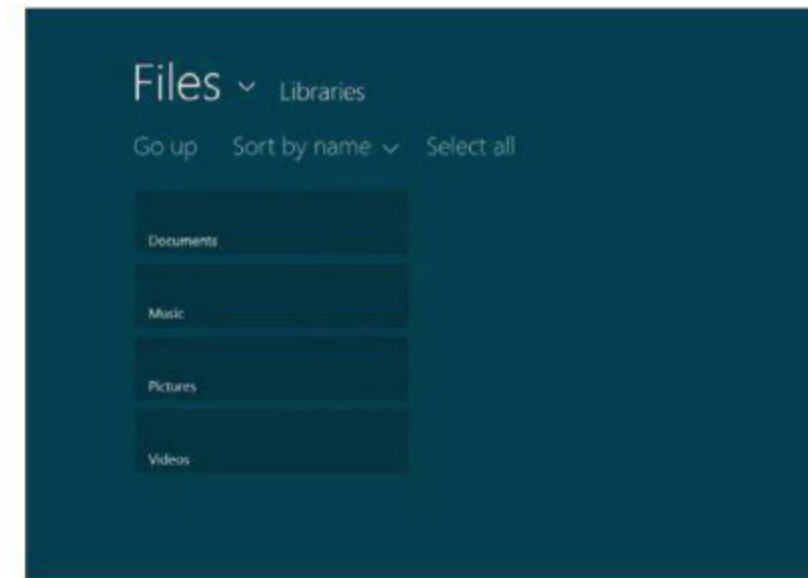 Files Libraries
Go up Sort by name Select all
Documents
Music
Pictures
Videos